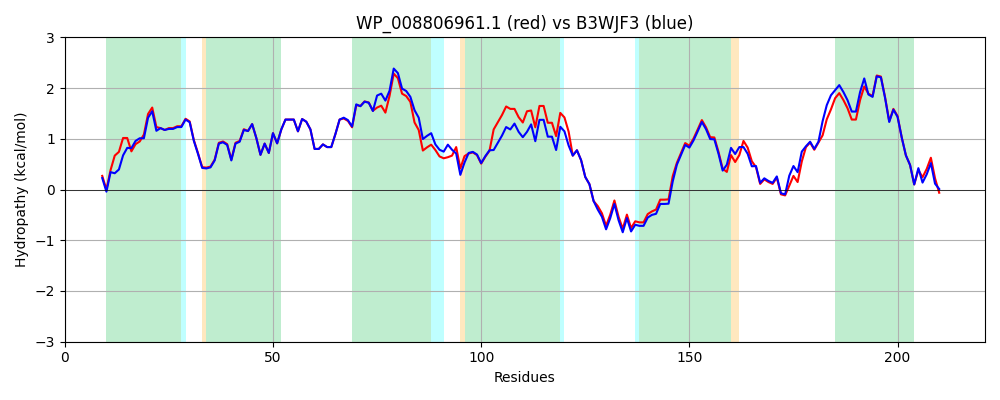 WP_008806961.1 (red) vs B3WJF3 (blue)
Hydropathy (kcal/mol)
3
2
1
0
−1
−2
−3
0 50 100 150 200
Residues